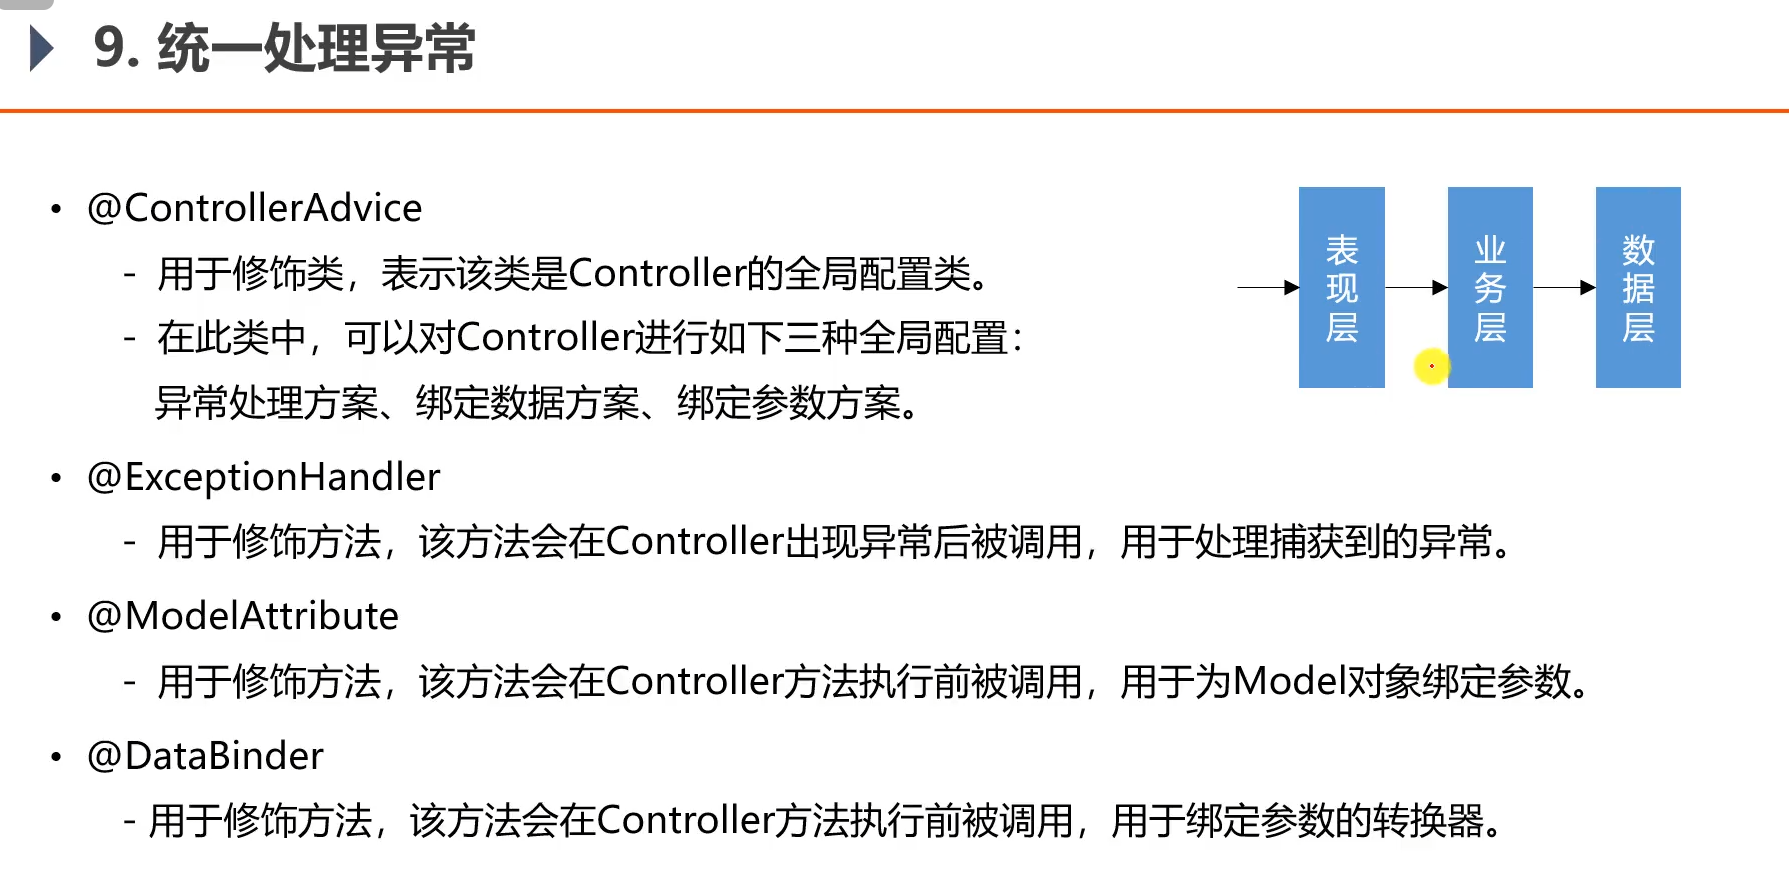 9. 统一处理异常
• @ControllerAdvice
- 用于修饰类，表示该类是Controller的全局配置类。
- 在此类中，可以对Controller进行如下三种全局配置：
异常处理方案、绑定数据方案、绑定参数方案。
• @ExceptionHandler
- 用于修饰方法，该方法会在Controller出现异常后被调用，用于处理捕获到的异常。
• @ModelAttribute
- 用于修饰方法，该方法会在Controller方法执行前被调用，用于为Model对象绑定参数。
• @DataBinder
- 用于修饰方法，该方法会在Controller方法执行前被调用，用于绑定参数的转换器。
表现层
业务层
数据层